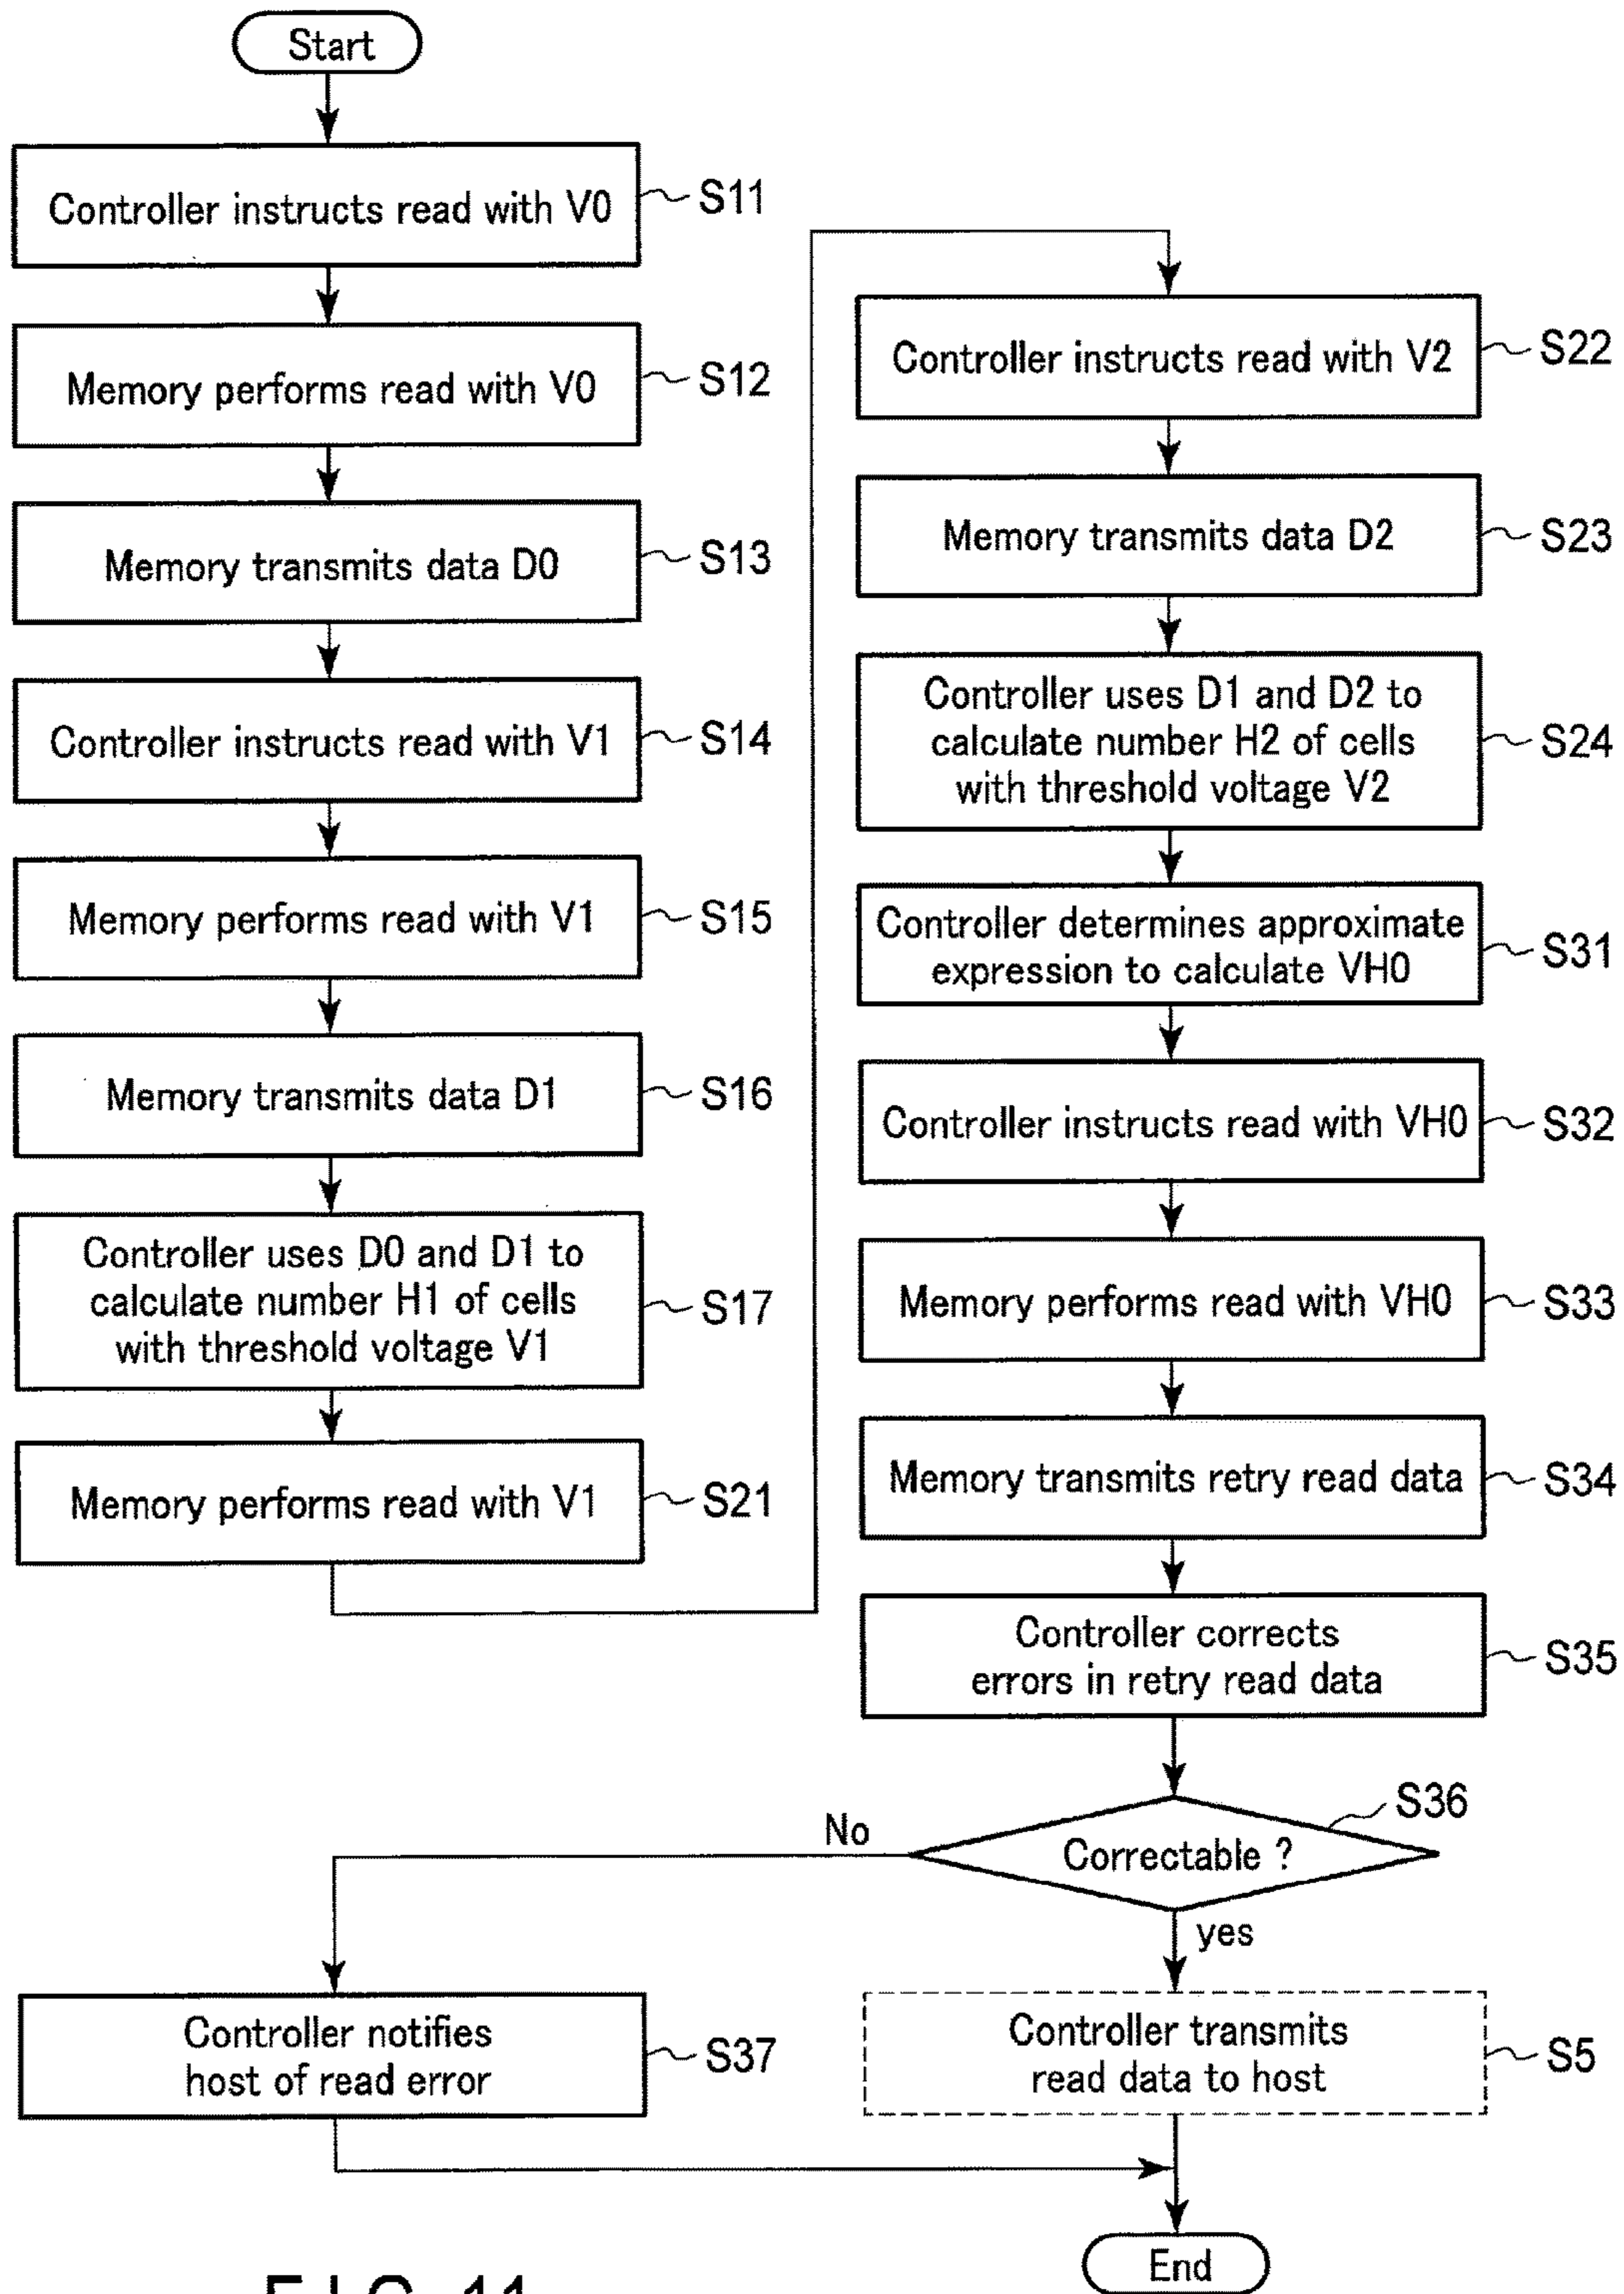 Start
Controller instructs read with V0
S11
Memory performs read with V0
S12
Memory transmits data D0
S13
Controller instructs read with V1
S14
Memory performs read with V1
S15
Memory transmits data D1
S16
Controller uses D0 and D1 to
calculate number H1 of cells
with threshold voltage V1
S17
Memory performs read with V1
S21
Controller instructs read with V2
S22
Memory transmits data D2
S23
Controller uses D1 and D2 to
calculate number H2 of cells
with threshold voltage V2
S24
Controller determines approximate
expression to calculate VH0
S31
Controller instructs read with VH0
S32
Memory performs read with VH0
S33
Memory transmits retry read data
S34
Controller corrects
errors in retry read data
S35
Correctable ?
S36
No
yes
Controller notifies
host of read error
S37
Controller transmits
read data to host
S5
End
FIG. 11